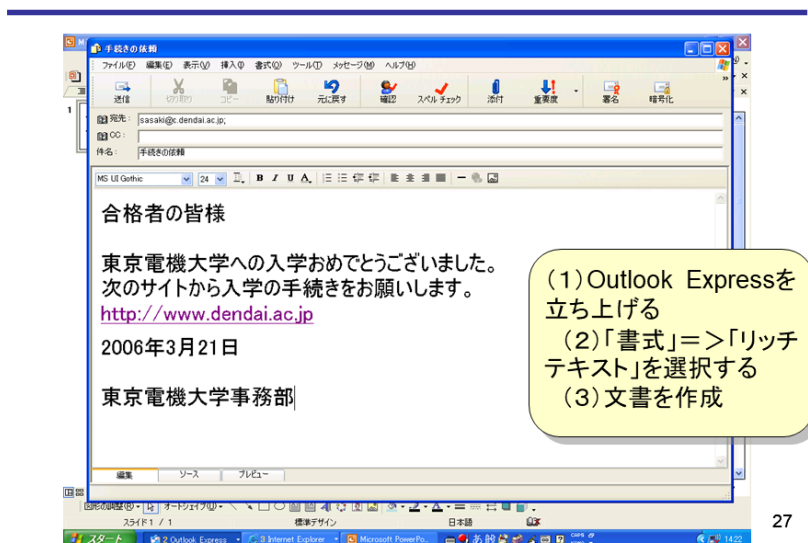 手続きの依頼
ファイル(F) 編集(E) 表示(V) 挿入(I) 書式(O) ツール(T) メッセージ(M) ヘルプ(H)
送信 切り取り コピー 貼り付け 元に戻す 確認 スペル チェック 添付 重要度 署名 暗号化
宛先: sasaki@c.dendai.ac.jp;
CC:
件名: 手続きの依頼
MS UI Gothic 24 B I U A
合格者の皆様
東京電機大学への入学おめでとうございました。
次のサイトから入学の手続きをお願いします。
http://www.dendai.ac.jp
2006年3月21日
東京電機大学事務部
(1)Outlook Expressを
立ち上げる
(2)「書式」=>「リッチ
テキスト」を選択する
(3)文書を作成
編集 ソース プレビュー
図形の調整(R) オートシェイプ(U)
スライド 1 / 1 標準デザイン 日本語
27
スタート 2 Outlook Express 3 Internet Explorer Microsoft PowerPo... 14:22